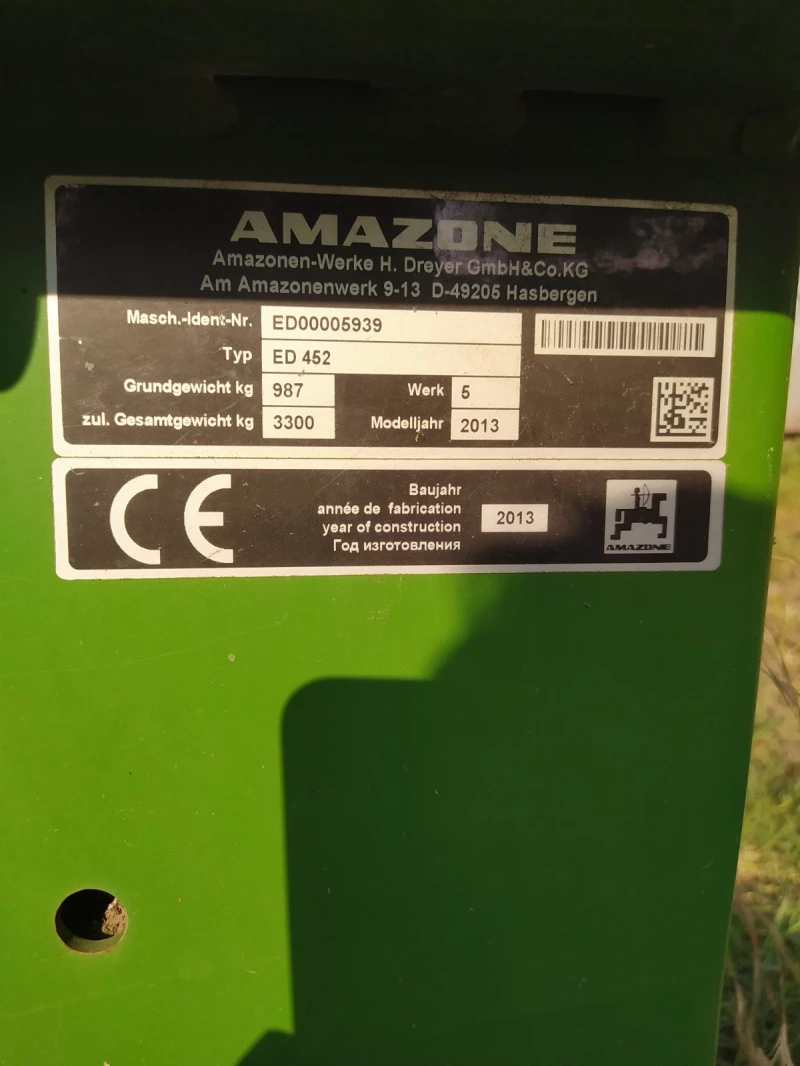 AMAZONE
Amazonen-Werke H. Dreyer GmbH&Co.KG
Am Amazonenwerk 9-13 D-49205 Hasbergen
Masch.-Ident-Nr. ED00005939
Typ ED 452
Grundgewicht kg 987 Werk 5
zul. Gesamtgewicht kg 3300 Modelljahr 2013
CE
Baujahr
année de fabrication
year of construction
Год изготовления
2013
AMAZONE